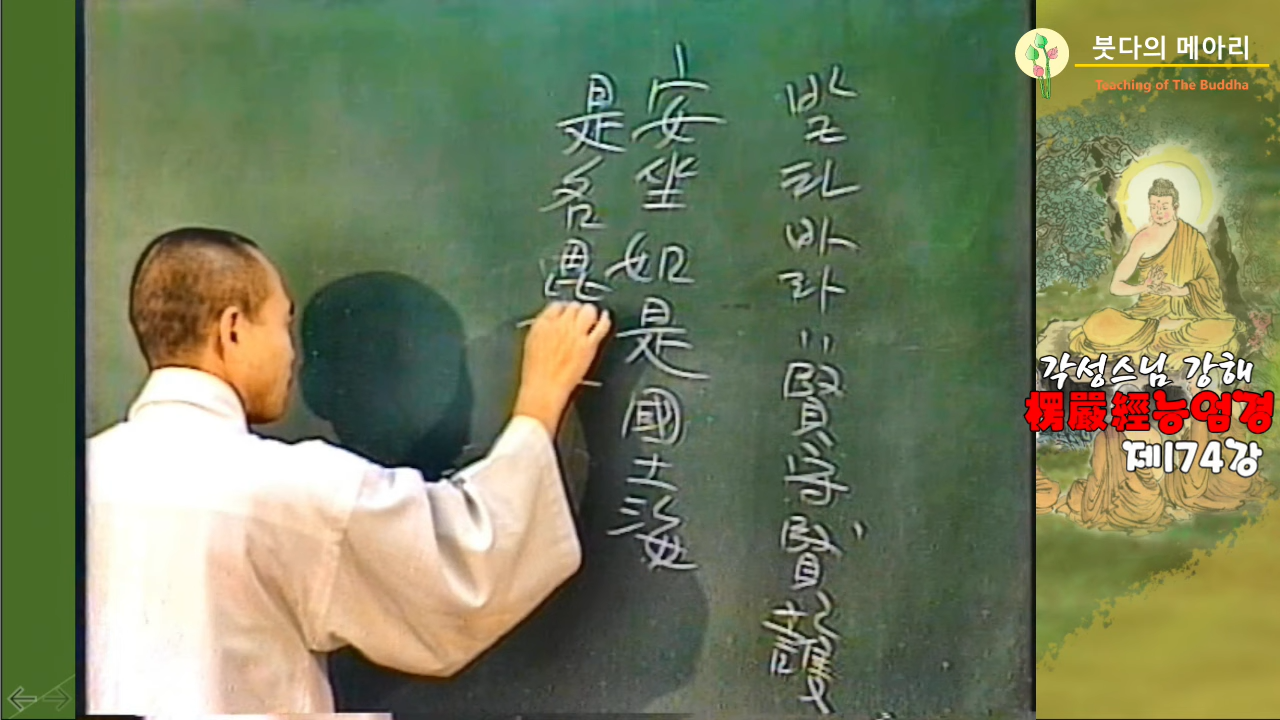 발타바라 〃 賢守 賢〃護
安坐如是國土海
是名思
붓다의 메아리
Teaching of The Buddha
각성스님 강해
楞嚴經능엄경
제174강